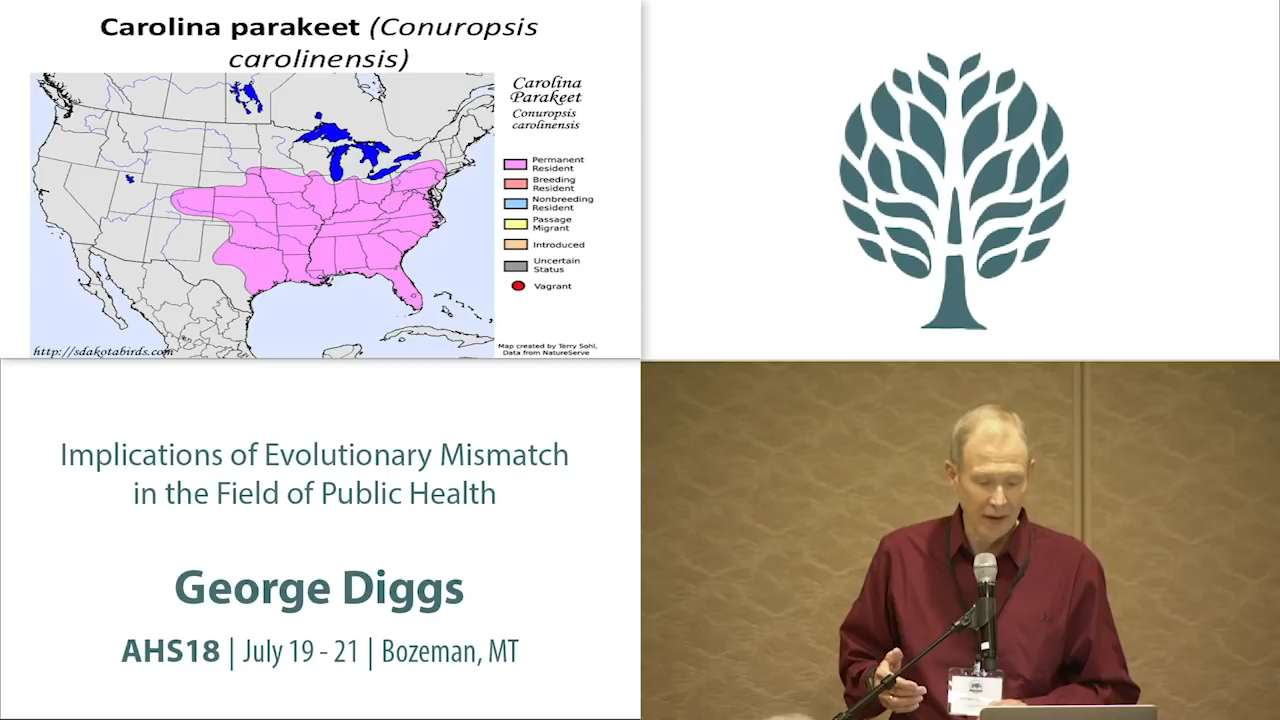 Carolina parakeet (Conuropsis
carolinensis)
Carolina
Parakeet
Conuropsis
carolinensis
Permanent
Resident
Breeding
Resident
Nonbreeding
Resident
Passage
Migrant
Introduced
Uncertain
Status
Vagrant
http://sdakotabirds.com
Map created by Terry Sohl,
Data from NatureServe
Implications of Evolutionary Mismatch
in the Field of Public Health
George Diggs
AHS18 | July 19 - 21 | Bozeman, MT